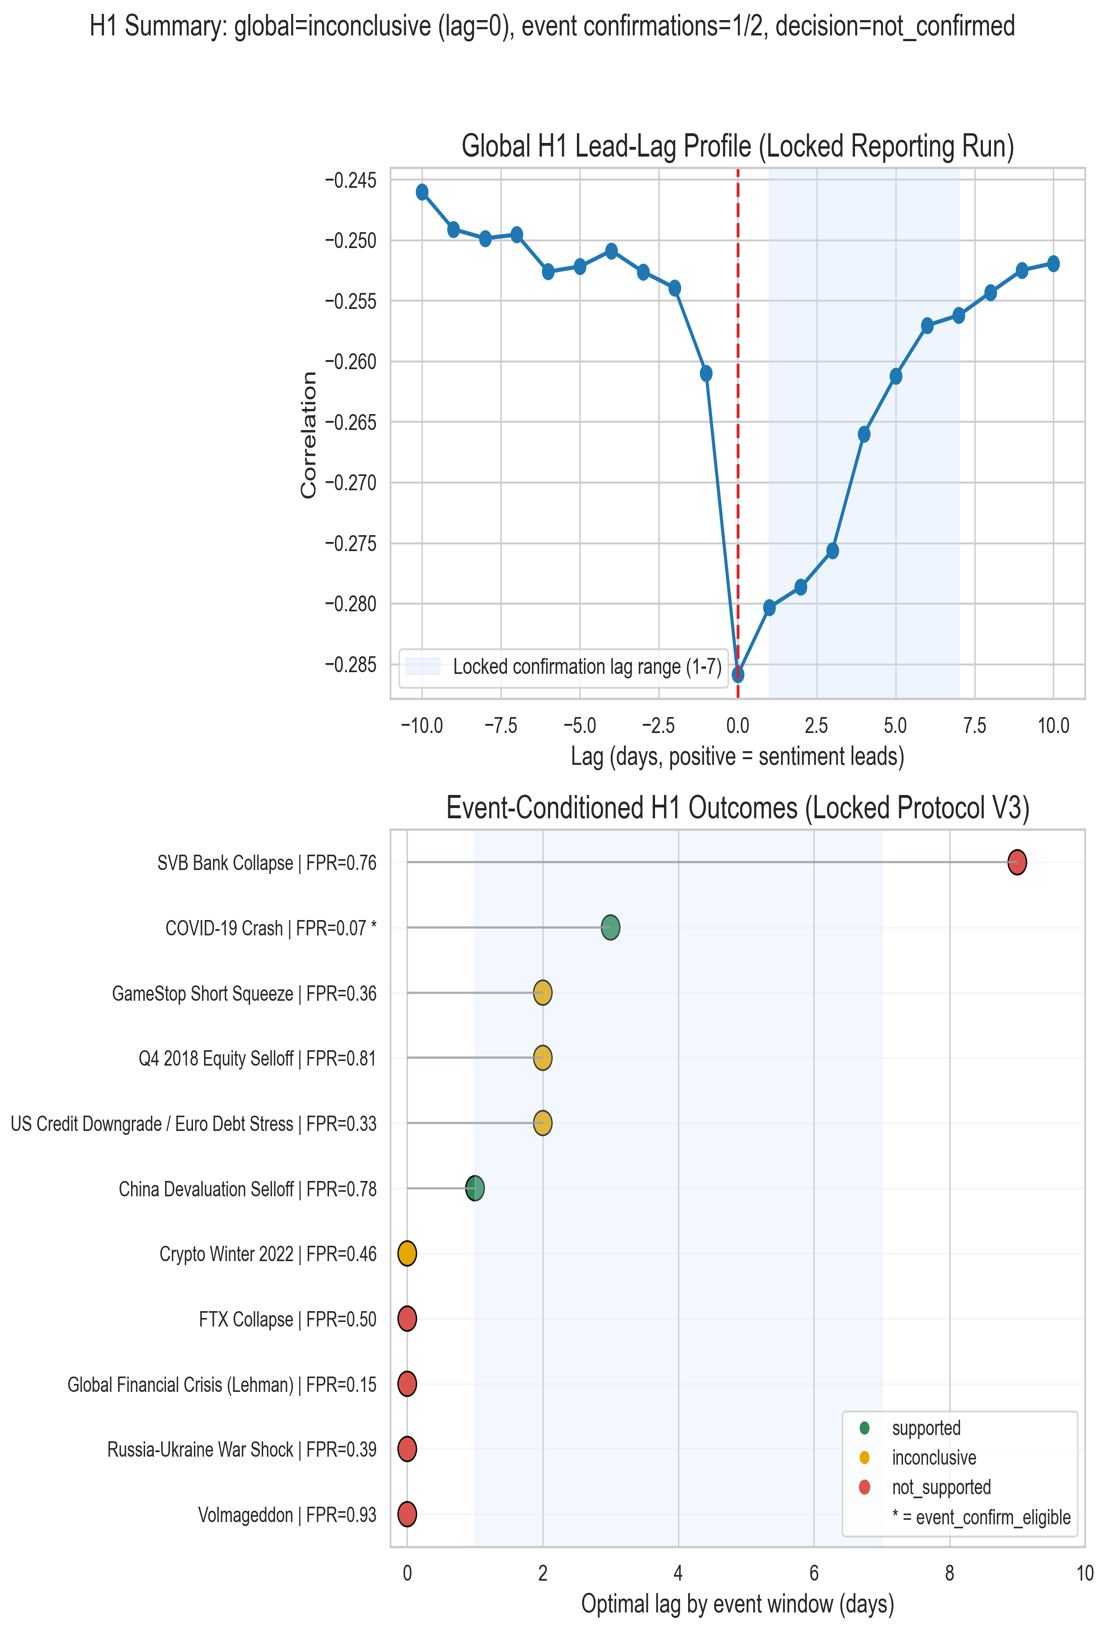 H1 Summary: global=inconclusive (lag=0), event confirmations=1/2, decision=not_confirmed
Global H1 Lead-Lag Profile (Locked Reporting Run)
−0.245
−0.250
−0.255
−0.260
−0.265
−0.270
−0.275
−0.280
−0.285
Correlation
Locked confirmation lag range (1-7)
−10.0 −7.5 −5.0 −2.5 0.0 2.5 5.0 7.5 10.0
Lag (days, positive = sentiment leads)
Event-Conditioned H1 Outcomes (Locked Protocol V3)
SVB Bank Collapse | FPR=0.76
COVID-19 Crash | FPR=0.07 *
GameStop Short Squeeze | FPR=0.36
Q4 2018 Equity Selloff | FPR=0.81
US Credit Downgrade / Euro Debt Stress | FPR=0.33
China Devaluation Selloff | FPR=0.78
Crypto Winter 2022 | FPR=0.46
FTX Collapse | FPR=0.50
Global Financial Crisis (Lehman) | FPR=0.15
Russia-Ukraine War Shock | FPR=0.39
Volmageddon | FPR=0.93
supported
inconclusive
not_supported
* = event_confirm_eligible
0 2 4 6 8 10
Optimal lag by event window (days)